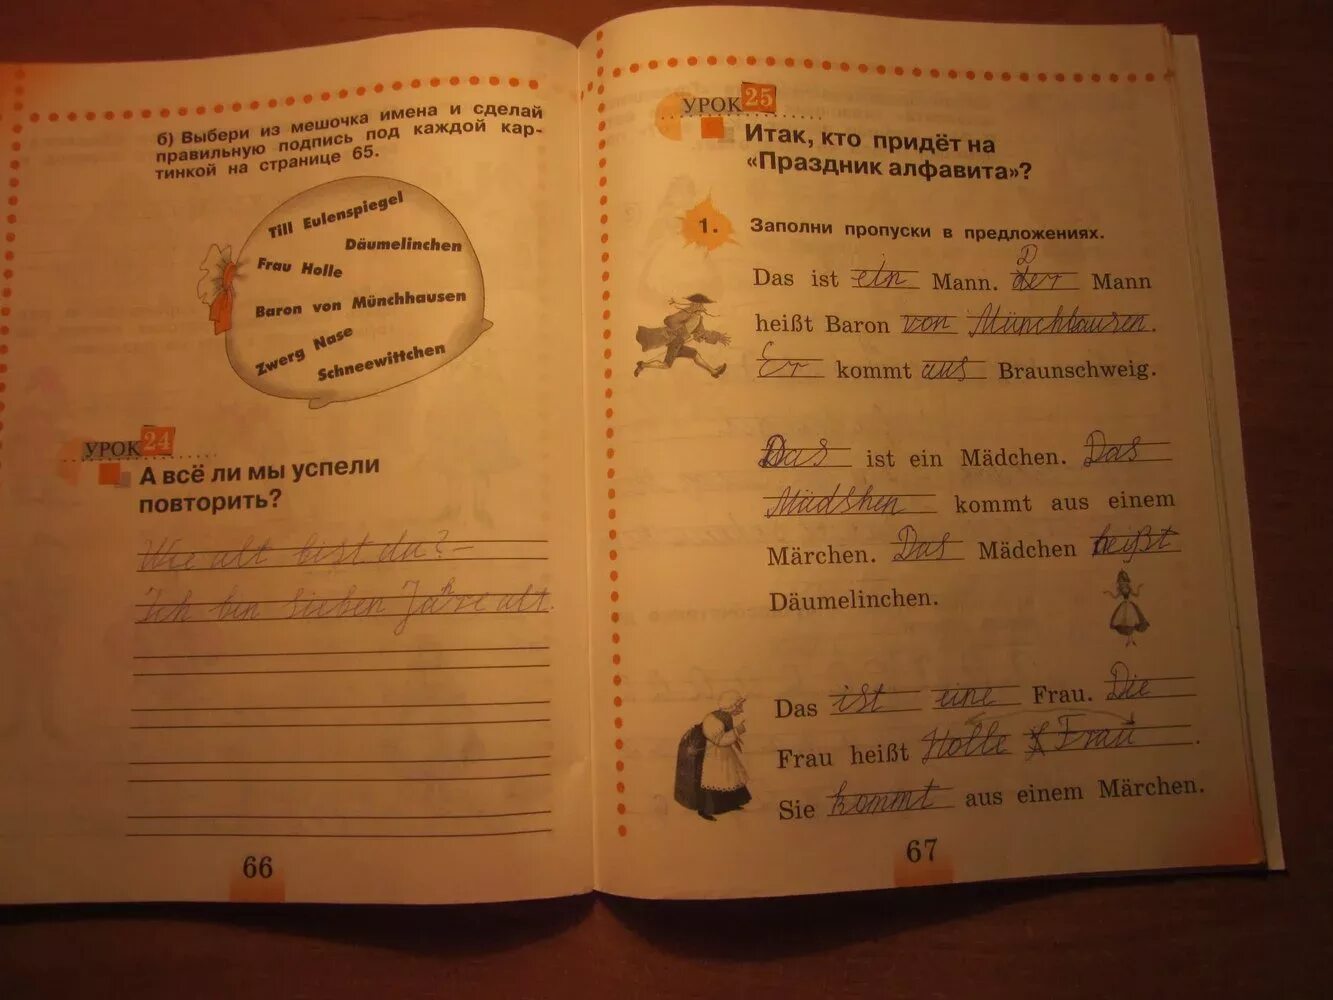 б) Выбери из мешочка имена и сделай
правильную подпись под каждой кар-
тинкой на странице 65.
Till Eulenspiegel
Däumelinchen
Frau Holle
Baron von Münchhausen
Zwerg Nase
Schneewittchen
УРОК 24
А всё ли мы успели
повторить?
Wie alt bist du? –
Ich bin sieben Jahre alt.
66
УРОК 25
Итак, кто придёт на
«Праздник алфавита»?
1. Заполни пропуски в предложениях.
Das ist ein Mann. Der Mann
heißt Baron von Münchhausen.
Er kommt aus Braunschweig.
Das ist ein Mädchen. Das
Mädshen kommt aus einem
Märchen. Das Mädchen heißt
Däumelinchen.
Das ist eine Frau. Die
Frau heißt Holle Frau.
Sie kommt aus einem Märchen.
67